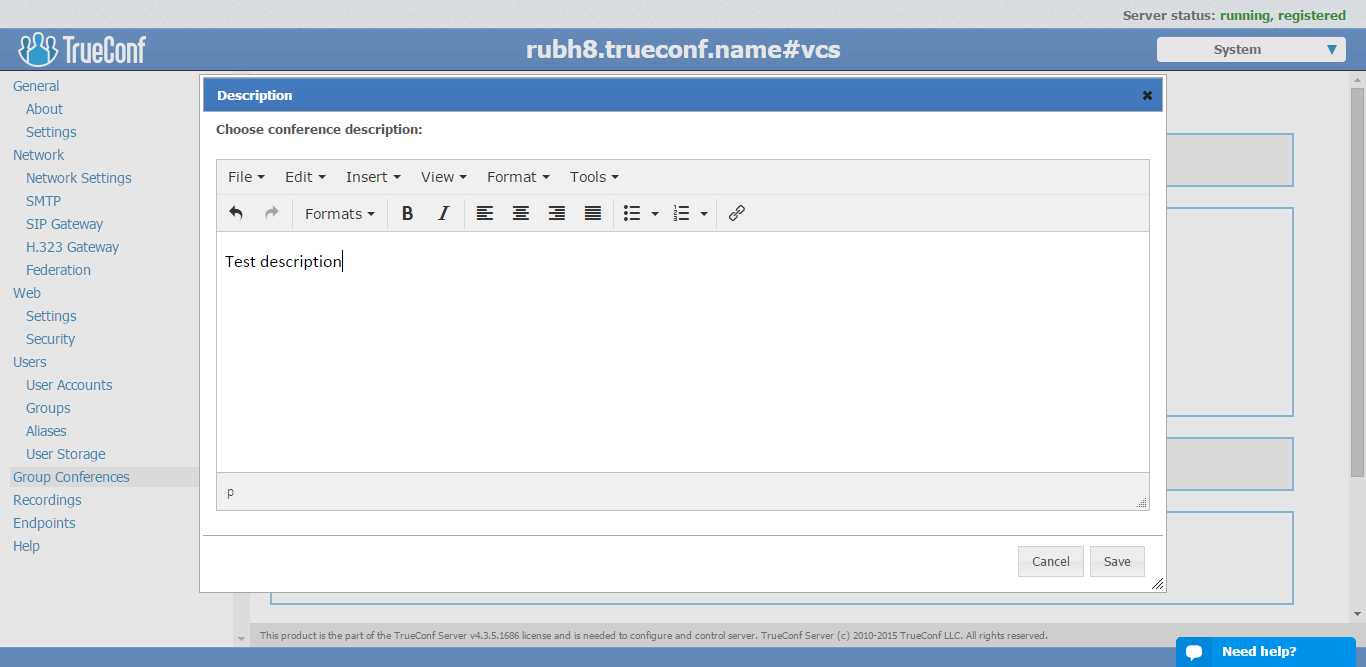 Server status: running, registered
TrueConf
rubh8.trueconf.name#vcs
System
General
About
Settings
Network
Network Settings
SMTP
SIP Gateway
H.323 Gateway
Federation
Web
Settings
Security
Users
User Accounts
Groups
Aliases
User Storage
Group Conferences
Recordings
Endpoints
Help
Description
Choose conference description:
File Edit Insert View Format Tools
Formats B I
Test description
p
Cancel Save
This product is the part of the TrueConf Server v4.3.5.1686 license and is needed to configure and control server. TrueConf Server (c) 2010-2015 TrueConf LLC. All rights reserved.
Need help?